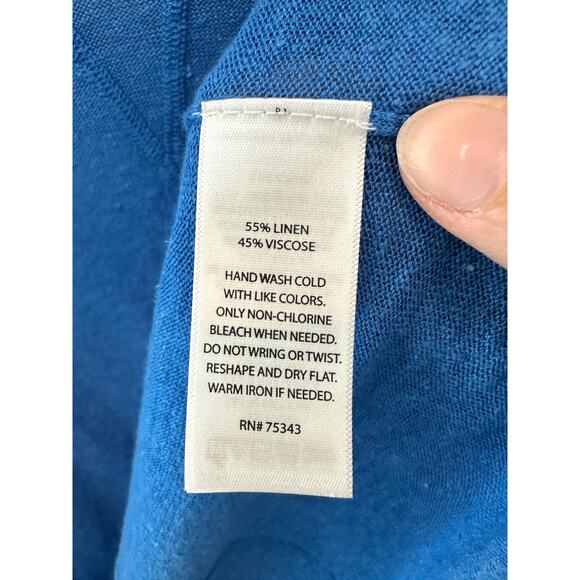 55% LINEN
45% VISCOSE
HAND WASH COLD
WITH LIKE COLORS.
ONLY NON-CHLORINE
BLEACH WHEN NEEDED.
DO NOT WRING OR TWIST.
RESHAPE AND DRY FLAT.
WARM IRON IF NEEDED.
RN# 75343